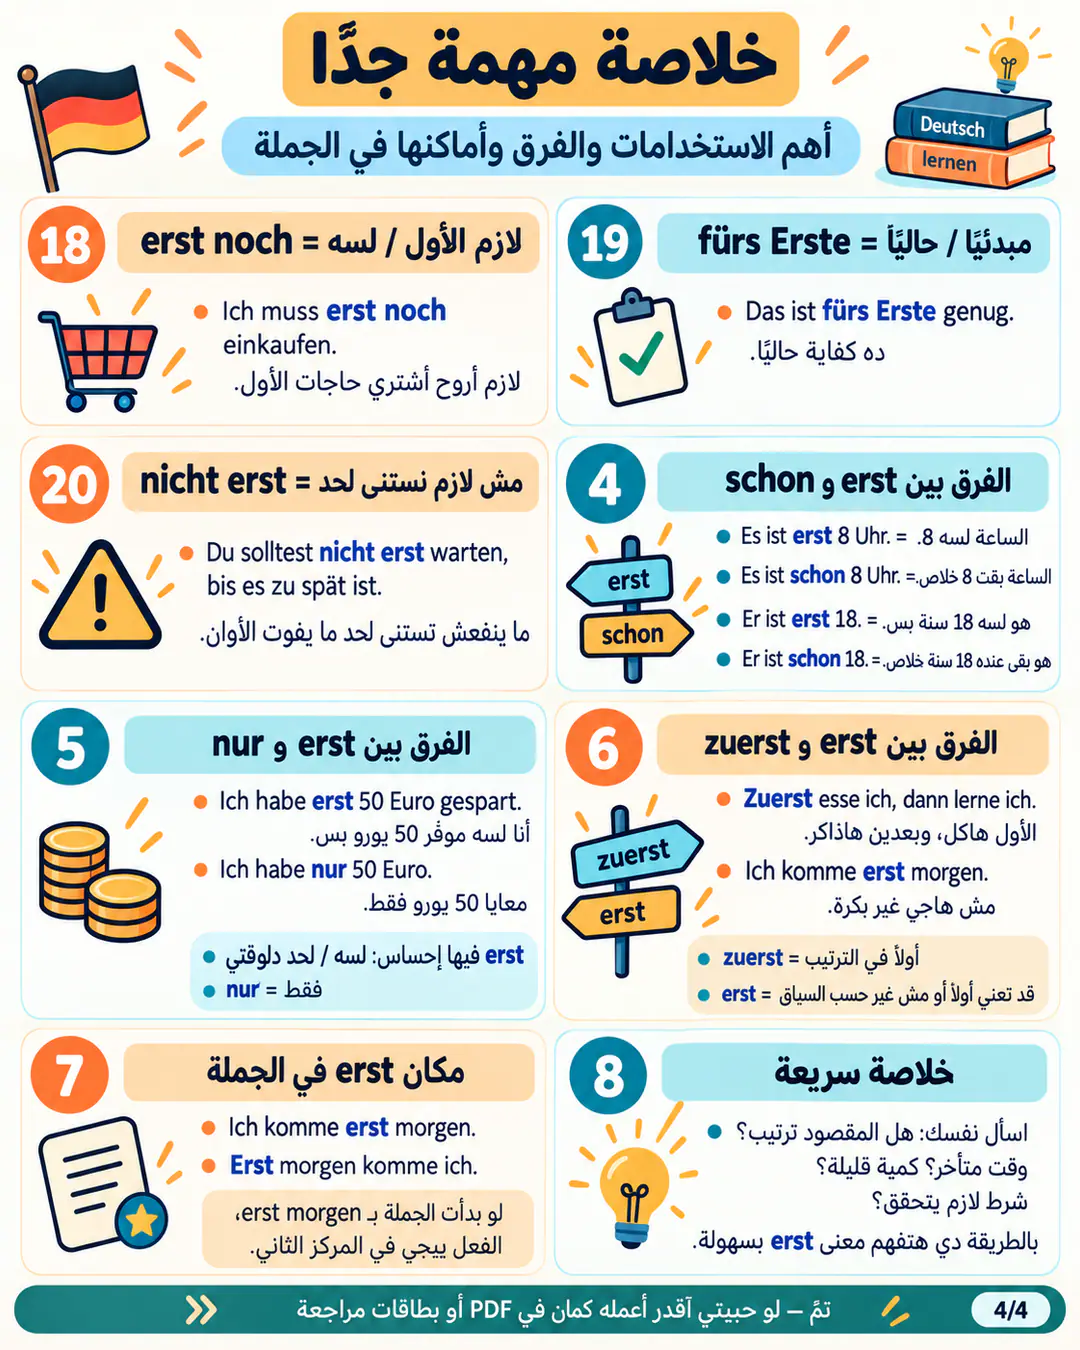 خلاصة مهمة جدًّا
أهم الاستخدامات والفرق وأماكنها في الجملة
Deutsch
lernen
18
erst noch = لازم الأول / لسه
Ich muss erst noch
einkaufen.
لازم أروح أشتري حاجات الأول.
19
fürs Erste = مبدئيًا / حاليًا
Das ist fürs Erste genug.
ده كفاية حاليًا.
20
nicht erst = مش لازم نستنى لحد
Du solltest nicht erst warten,
bis es zu spät ist.
ما ينفعش تستنى لحد ما يفوت الأوان.
4
الفرق بين erst و schon
erst
schon
Es ist erst 8 Uhr. = الساعة لسه 8.
Es ist schon 8 Uhr. = الساعة بقت 8 خلاص.
Er ist erst 18. = هو لسه 18 سنة بس.
Er ist schon 18. = هو بقى عنده 18 سنة خلاص.
5
الفرق بين erst و nur
Ich habe erst 50 Euro gespart.
أنا لسه موفّر 50 يورو بس.
Ich habe nur 50 Euro.
معايا 50 يورو فقط.
erst فيها إحساس: لسه / لحد دلوقتي
nur = فقط
6
الفرق بين erst و zuerst
zuerst
erst
Zuerst esse ich, dann lerne ich.
الأول هاكل، وبعدين هاذاكر.
Ich komme erst morgen.
مش هاجي غير بكرة.
zuerst = أولًا في الترتيب
erst = قد تعني أولًا أو مش غير حسب السياق
7
مكان erst في الجملة
Ich komme erst morgen.
Erst morgen komme ich.
لو بدأت الجملة بـ erst morgen،
الفعل ييجي في المركز الثاني.
8
خلاصة سريعة
اسأل نفسك: هل المقصود ترتيب؟
وقت متأخر؟ كمية قليلة؟
شرط لازم يتحقق؟
بالطريقة دي هتفهم معنى erst بسهولة.
تمّ – لو حبيتي أقدر أعمله كمان في PDF أو بطاقات مراجعة
4/4